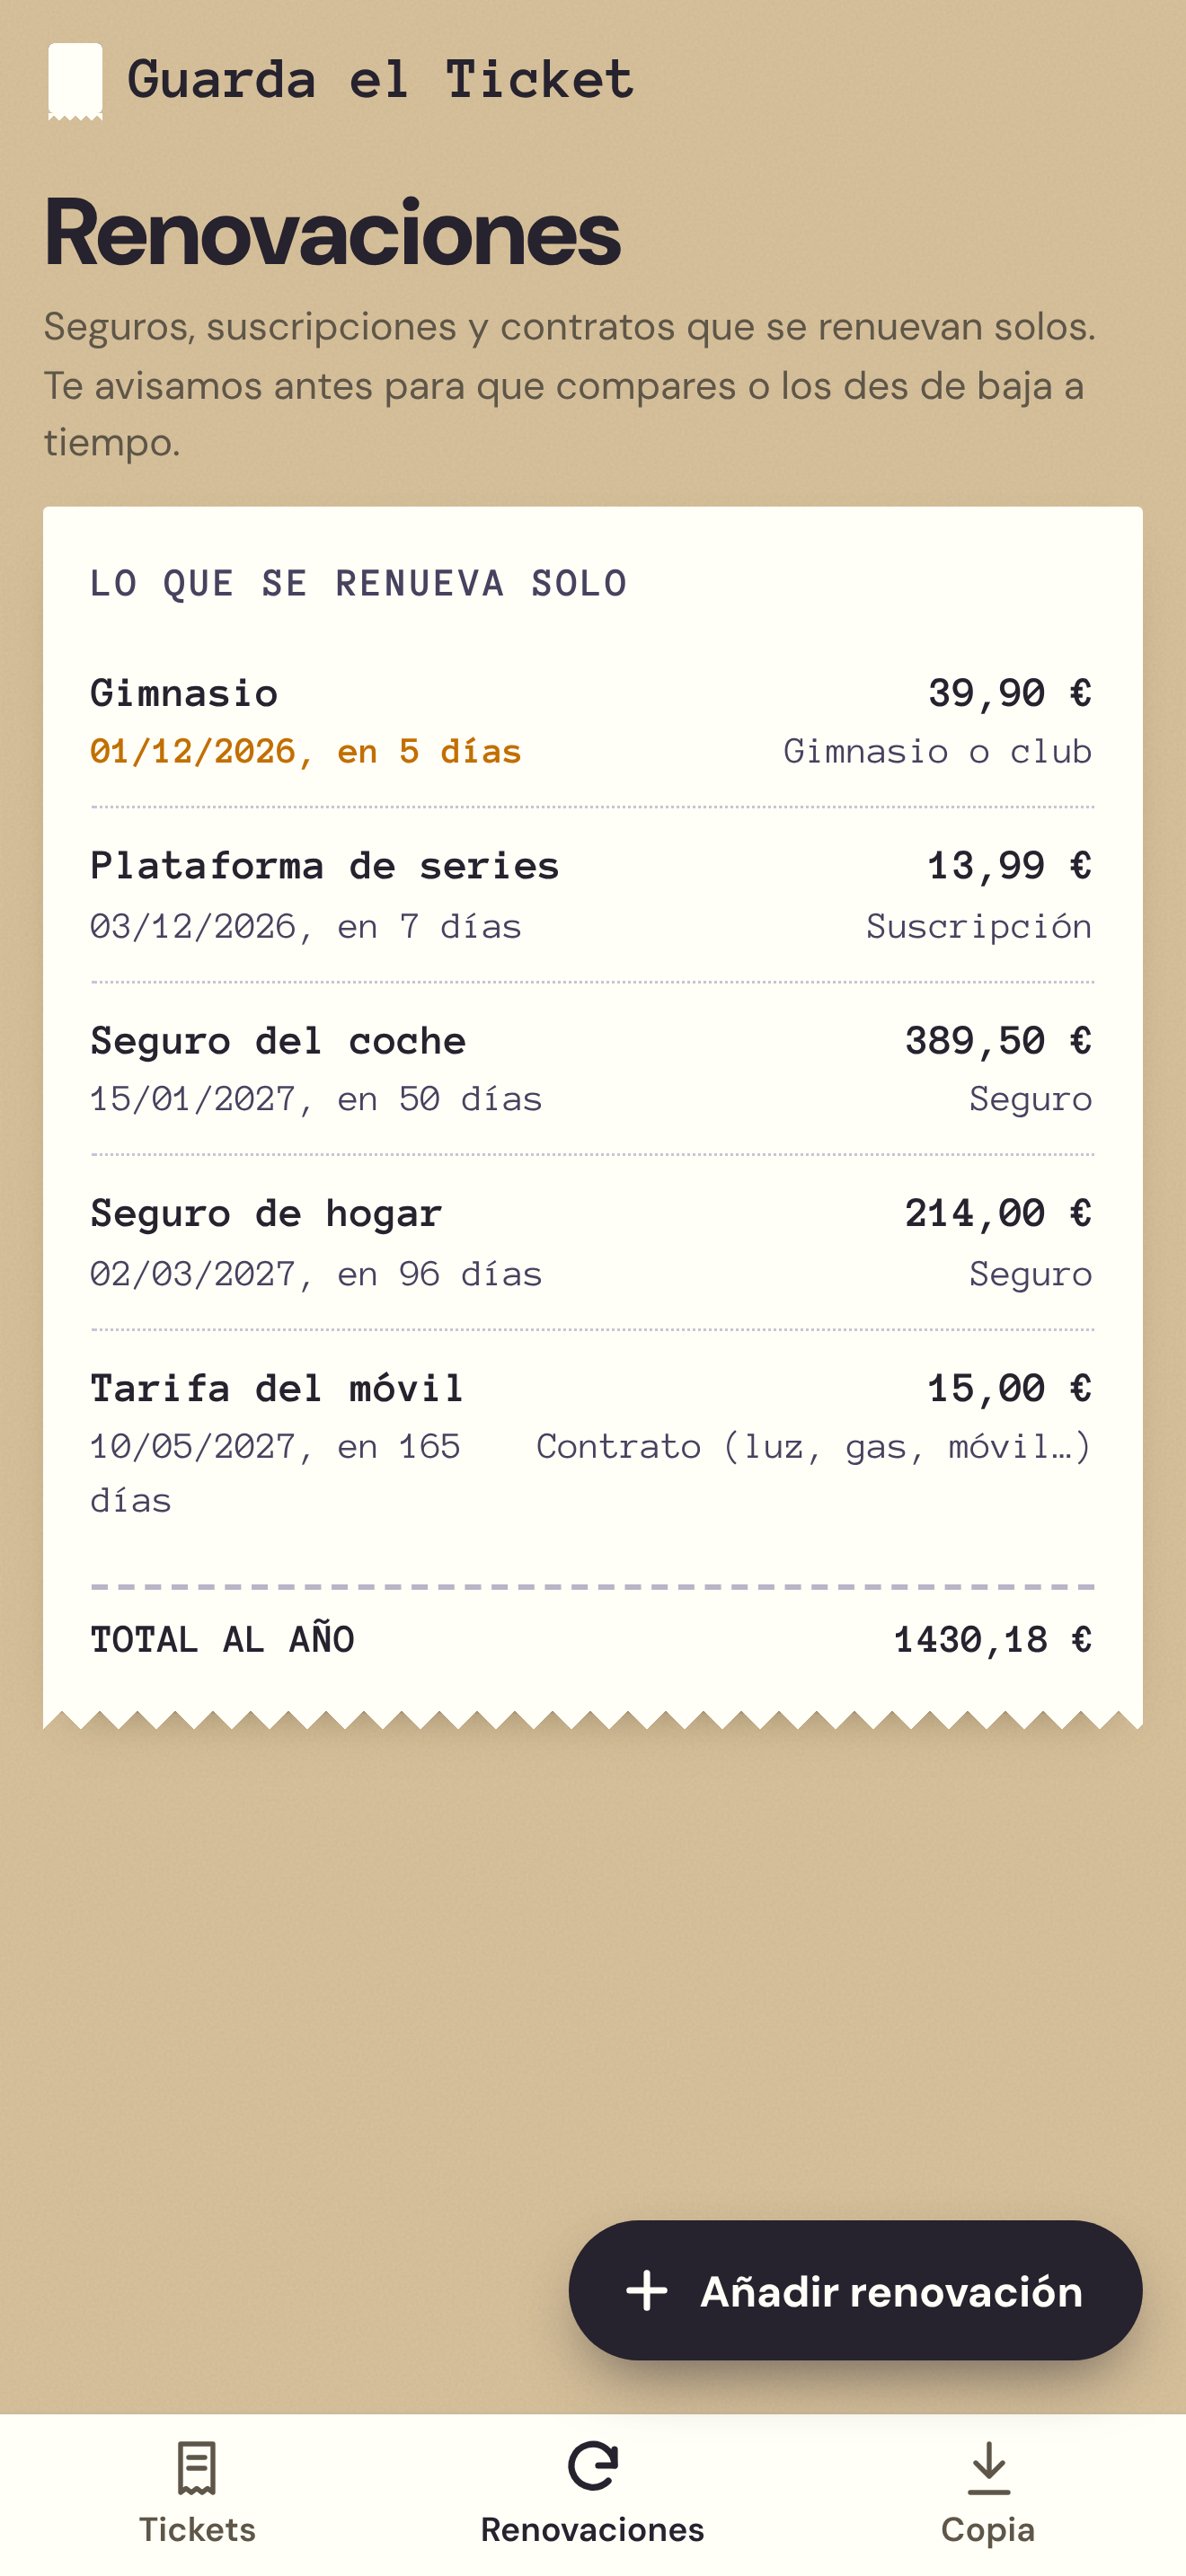 Guarda el Ticket
Renovaciones
Seguros, suscripciones y contratos que se renuevan solos.
Te avisamos antes para que compares o los des de baja a
tiempo.
LO QUE SE RENUEVA SOLO
Gimnasio 39,90 €
01/12/2026, en 5 días Gimnasio o club
Plataforma de series 13,99 €
03/12/2026, en 7 días Suscripción
Seguro del coche 389,50 €
15/01/2027, en 50 días Seguro
Seguro de hogar 214,00 €
02/03/2027, en 96 días Seguro
Tarifa del móvil 15,00 €
10/05/2027, en 165 Contrato (luz, gas, móvil…)
días
TOTAL AL AÑO 1430,18 €
Añadir renovación
Tickets Renovaciones Copia